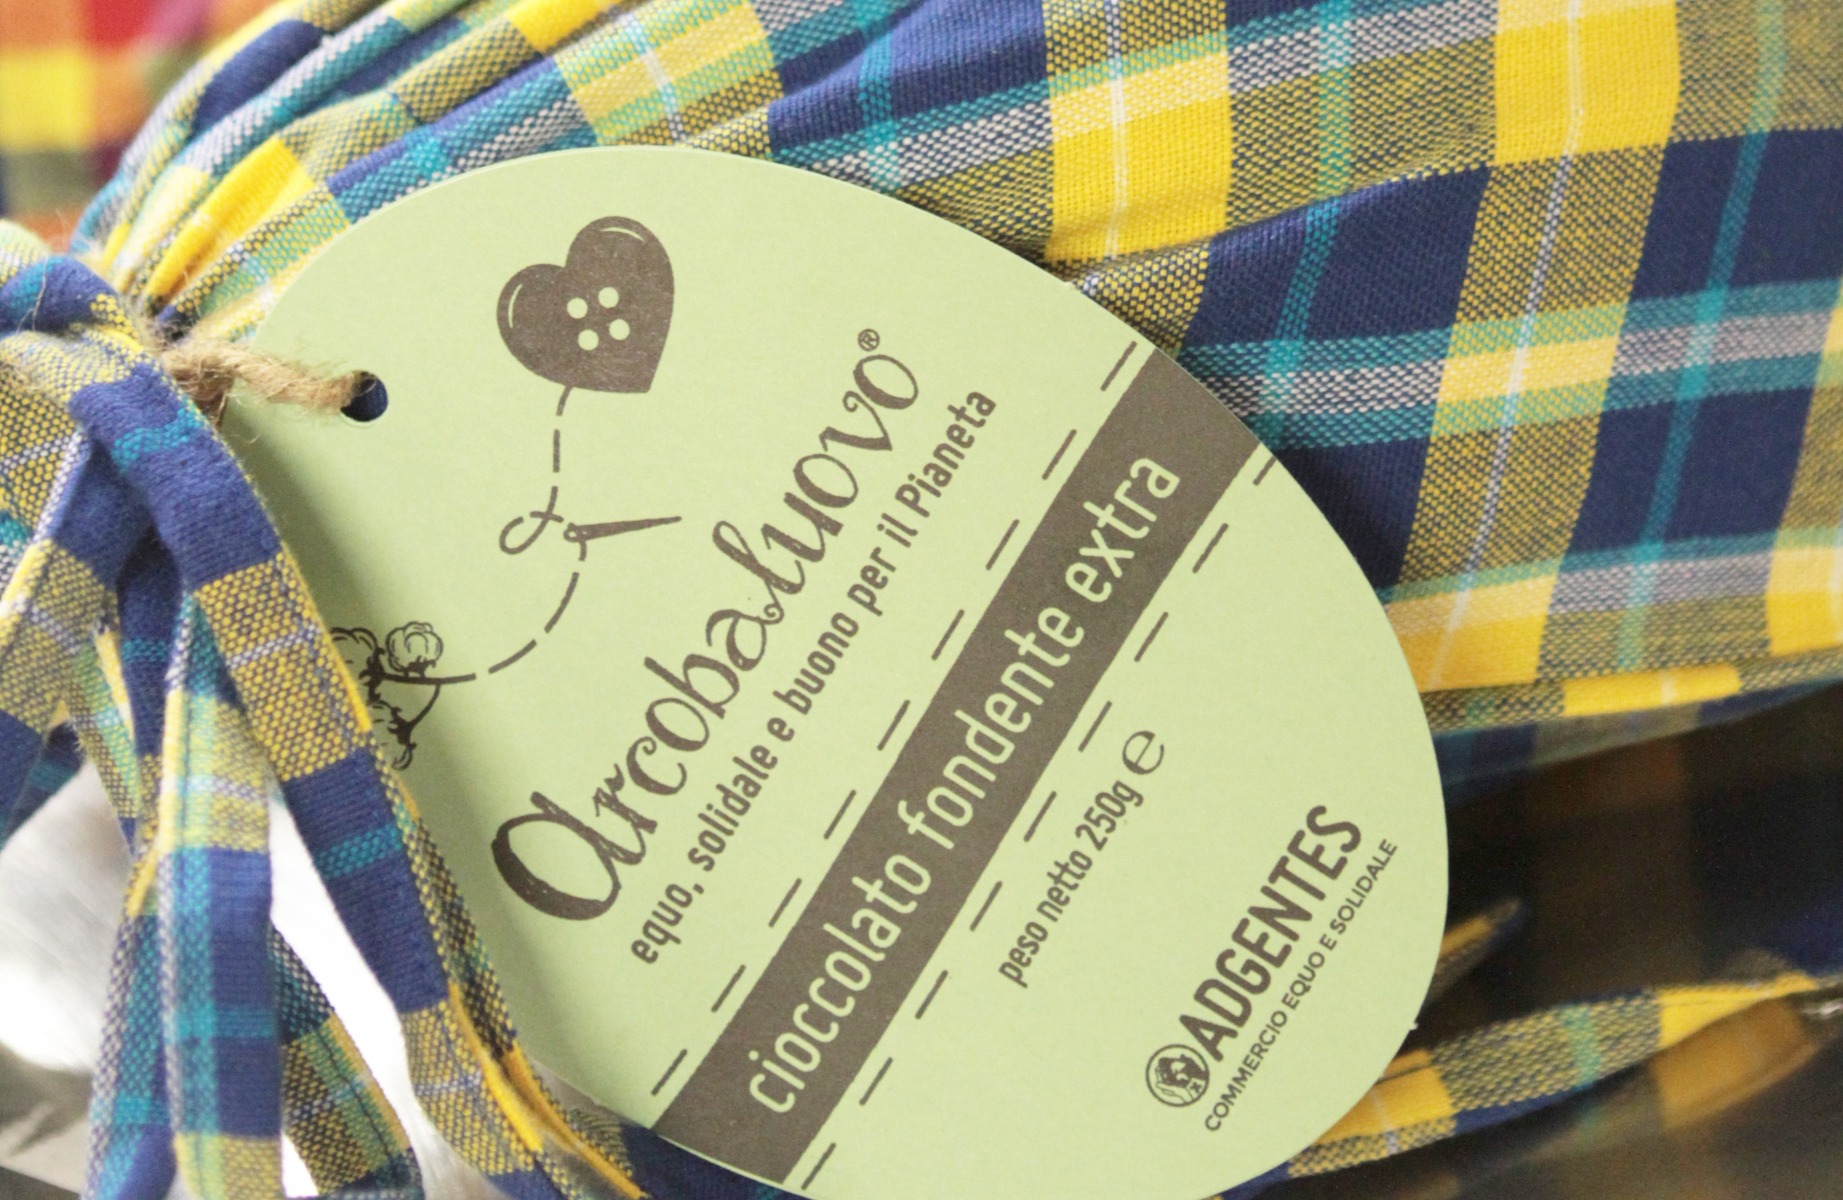 arcobaluovo®
equo, solidale e buono per il Pianeta
cioccolato fondente extra
peso netto 250g ℮
ADGENTES
COMMERCIO EQUO E SOLIDALE